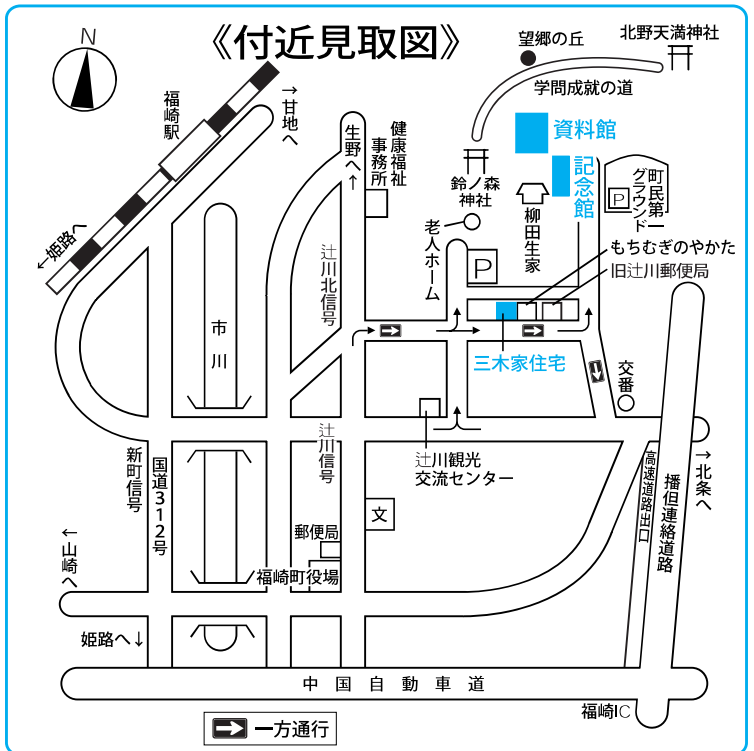 N
《付近見取図》
望郷の丘
北野天満神社
学問成就の道
→甘地へ
福崎駅
資料館
生野へ→
健康福祉
事務所
記念館
町民第一
グラウンド
P
鈴ノ森
神社
柳田生家
老人ホーム
←姫路へ
辻川北信号
P
もちむぎのやかた
旧辻川郵便局
市川
三木家住宅
交番
辻川信号
辻川観光
交流センター
新町信号
国道312号
高速道路出口
播但連絡道路
→北条へ
文
郵便局
←山崎へ
福崎町役場
姫路へ↓
中国自動車道
福崎IC
一方通行